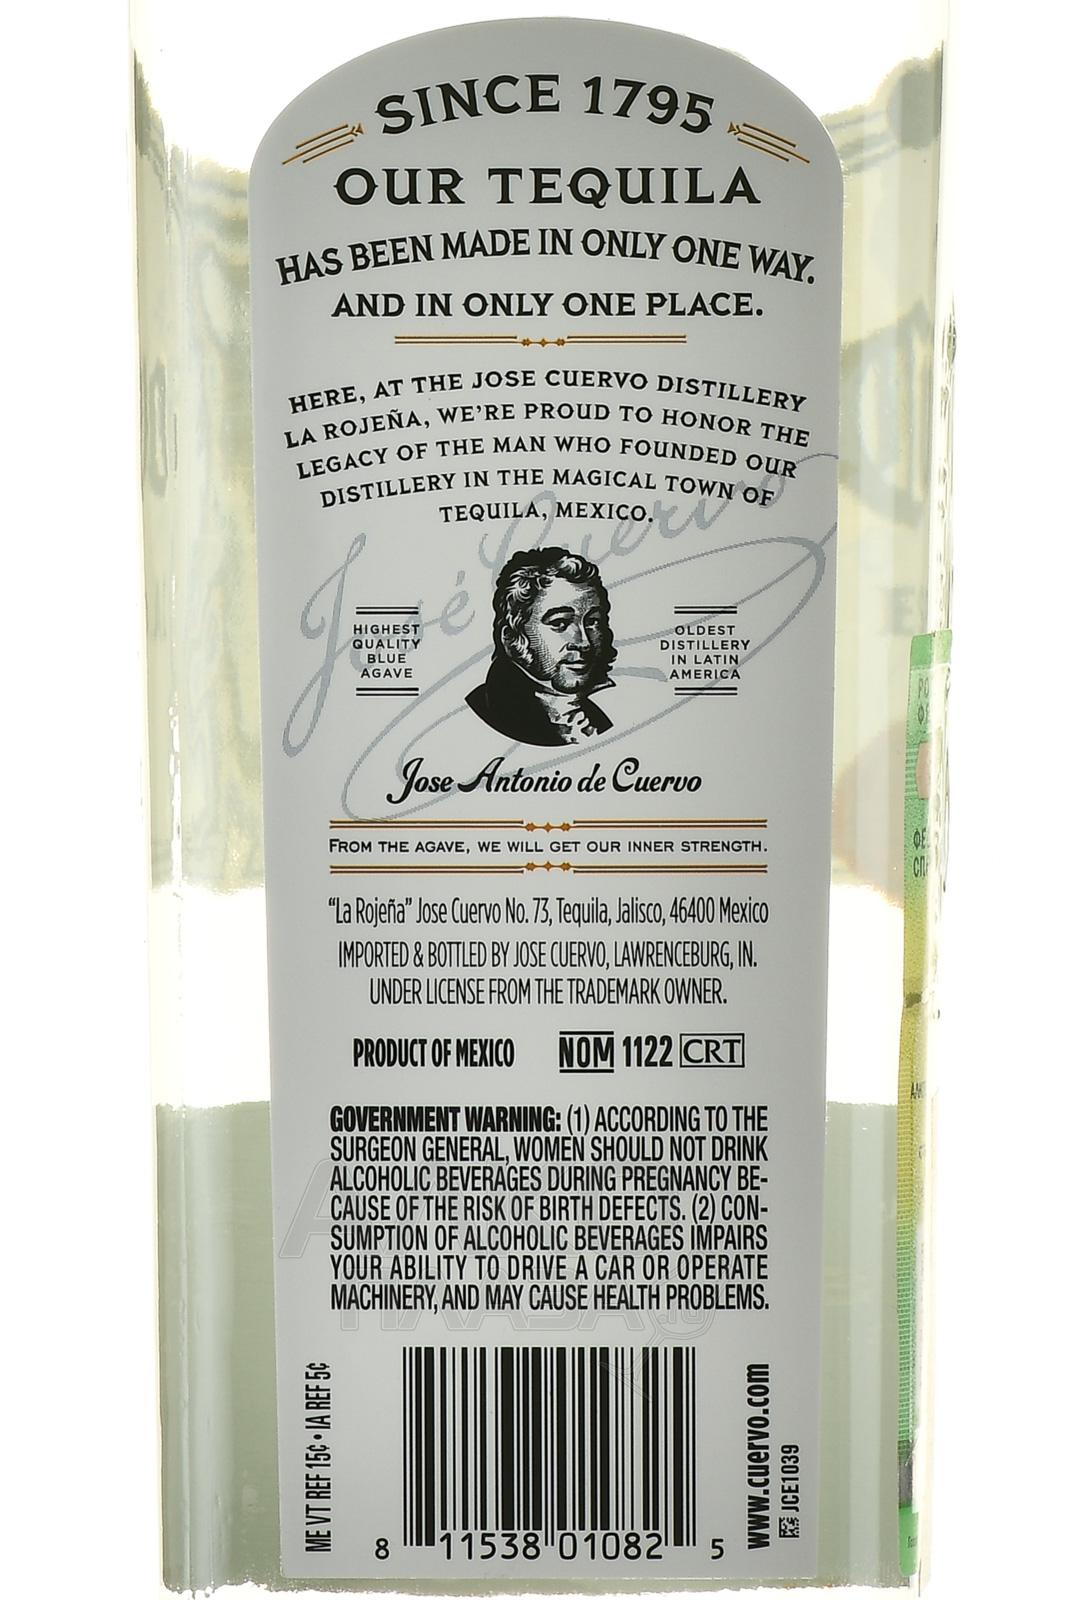 SINCE 1795
OUR TEQUILA
HAS BEEN MADE IN ONLY ONE WAY.
AND IN ONLY ONE PLACE.
HERE, AT THE JOSE CUERVO DISTILLERY
LA ROJEÑA, WE'RE PROUD TO HONOR THE
LEGACY OF THE MAN WHO FOUNDED OUR
DISTILLERY IN THE MAGICAL TOWN OF
TEQUILA, MEXICO.
José Cuervo
HIGHEST
QUALITY
BLUE
AGAVE
OLDEST
DISTILLERY
IN LATIN
AMERICA
Jose Antonio de Cuervo
FROM THE AGAVE, WE WILL GET OUR INNER STRENGTH.
"La Rojeña" Jose Cuervo No. 73, Tequila, Jalisco, 46400 Mexico
IMPORTED & BOTTLED BY JOSE CUERVO, LAWRENCEBURG, IN.
UNDER LICENSE FROM THE TRADEMARK OWNER.
PRODUCT OF MEXICO NOM 1122 CRT
GOVERNMENT WARNING: (1) ACCORDING TO THE
SURGEON GENERAL, WOMEN SHOULD NOT DRINK
ALCOHOLIC BEVERAGES DURING PREGNANCY BE-
CAUSE OF THE RISK OF BIRTH DEFECTS. (2) CON-
SUMPTION OF ALCOHOLIC BEVERAGES IMPAIRS
YOUR ABILITY TO DRIVE A CAR OR OPERATE
MACHINERY, AND MAY CAUSE HEALTH PROBLEMS.
ME VT REF 15¢ • IA REF 5¢
8 11538 01082 5
www.cuervo.com
JCE1039